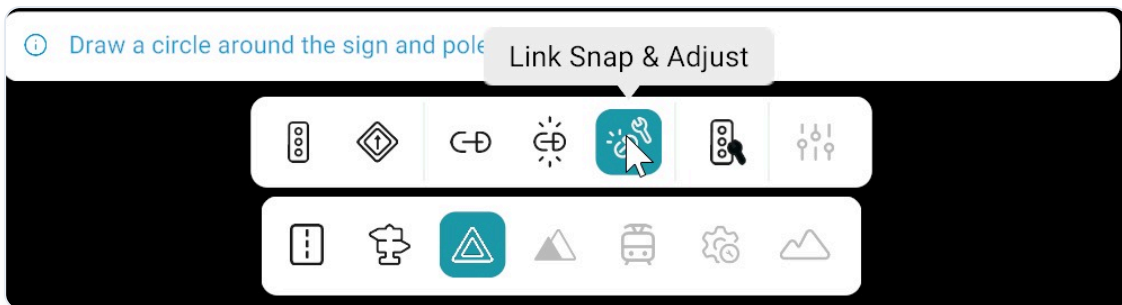 Draw a circle around the sign and pole
Link Snap & Adjust